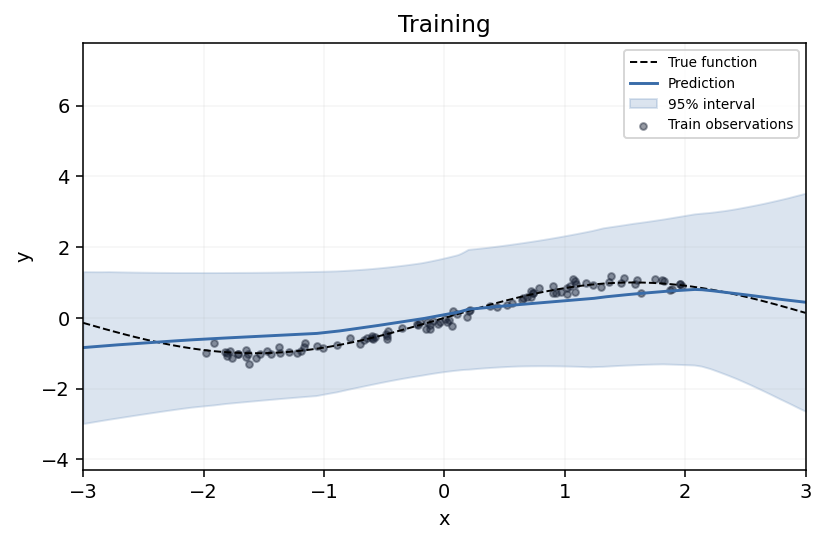 Training
True function
Prediction
95% interval
Train observations
y
6
4
2
0
−2
−4
−3 −2 −1 0 1 2 3
x